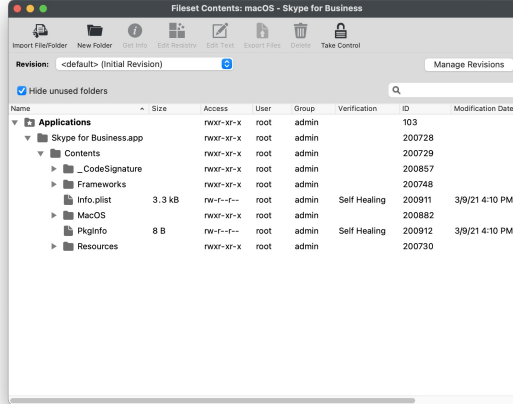 Fileset Contents: macOS - Skype for Business
Import File/Folder New Folder Get Info Edit Registry Edit Text Export Files Delete Take Control
Revision: <default> (Initial Revision) Manage Revisions
Hide unused folders
Name Size Access User Group Verification ID Modification Date
Applications rwxr-xr-x root admin 103
Skype for Business.app rwxr-xr-x root admin 200728
Contents rwxr-xr-x root admin 200729
_CodeSignature rwxr-xr-x root admin 200857
Frameworks rwxr-xr-x root admin 200748
Info.plist 3.3 kB rw-r--r-- root admin Self Healing 200911 3/9/21 4:10 PM
MacOS rwxr-xr-x root admin 200882
PkgInfo 8 B rw-r--r-- root admin Self Healing 200912 3/9/21 4:10 PM
Resources rwxr-xr-x root admin 200730